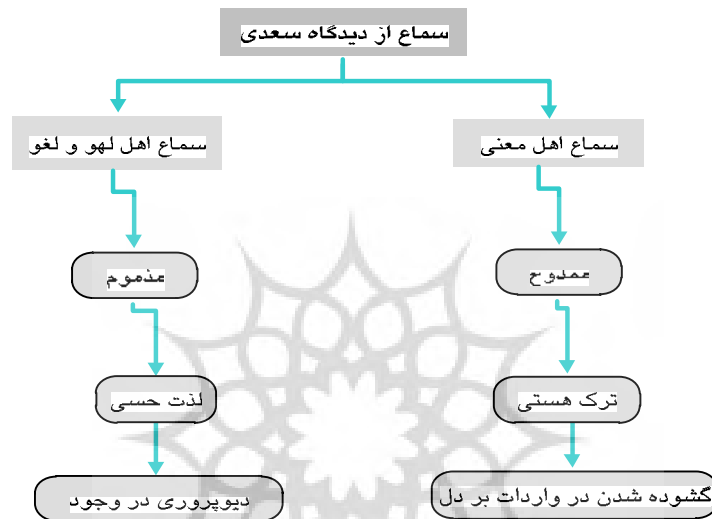 سماع از دیدگاه سعدی
سماع اهل معنی
سماع اهل لهو و لغو
ممدوح
مذموم
ترک هستی
لذت حسی
گشوده شدن در واردات بر دل
دیوپروری در وجود